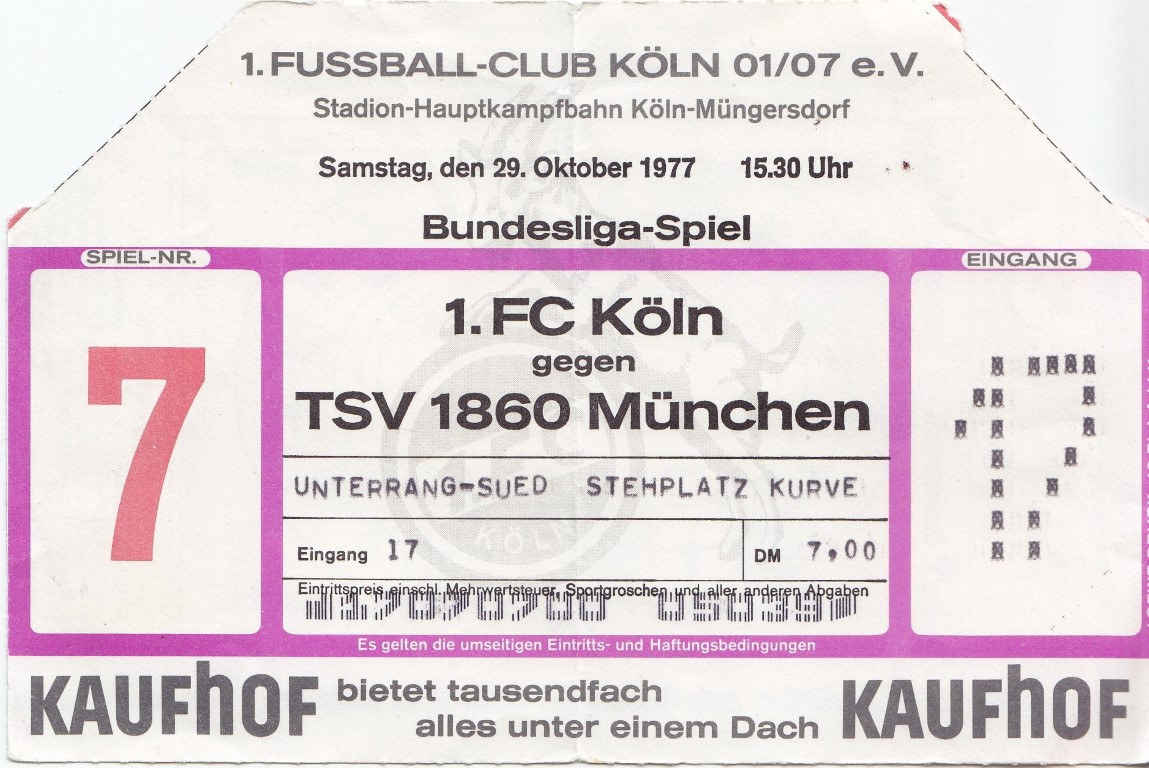 1. FUSSBALL-CLUB KÖLN 01/07 e. V.
Stadion-Hauptkampfbahn Köln-Müngersdorf
Samstag, den 29. Oktober 1977 15.30 Uhr
Bundesliga-Spiel
SPIEL-NR.
7
1. FC Köln
gegen
TSV 1860 München
UNTERRANG-SUED STEHPLATZ KURVE
Eingang 17
DM 7,00
Eintrittspreis einschl. Mehrwertsteuer, Sportgroschen und aller anderen Abgaben
EINGANG
17
Es gelten die umseitigen Eintritts- und Haftungsbedingungen
KAUFhOF bietet tausendfach
alles unter einem Dach KAUFhOF
KÖLN